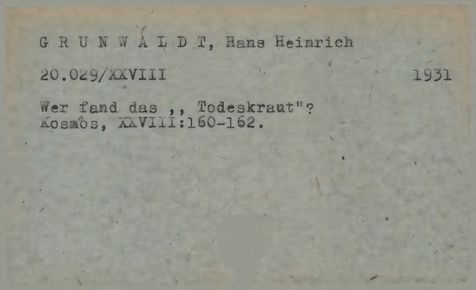 G R U N W A L D T, Hans Heinrich
20.029/XXVIII 1931
Wer fand das ,, Todeskraut"?
Kosmos, XXVIII:160-162.